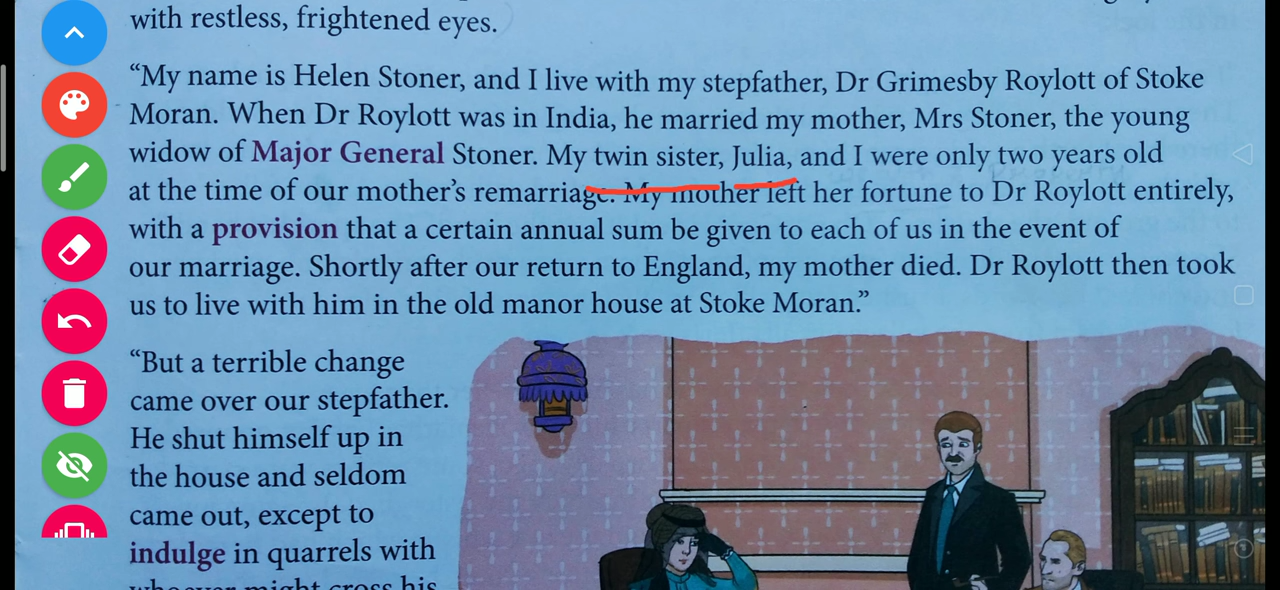 with restless, frightened eyes.
“My name is Helen Stoner, and I live with my stepfather, Dr Grimesby Roylott of Stoke
Moran. When Dr Roylott was in India, he married my mother, Mrs Stoner, the young
widow of Major General Stoner. My twin sister, Julia, and I were only two years old
at the time of our mother’s remarriage. My mother left her fortune to Dr Roylott entirely,
with a provision that a certain annual sum be given to each of us in the event of
our marriage. Shortly after our return to England, my mother died. Dr Roylott then took
us to live with him in the old manor house at Stoke Moran.”
“But a terrible change
came over our stepfather.
He shut himself up in
the house and seldom
came out, except to
indulge in quarrels with
whoever might cross his